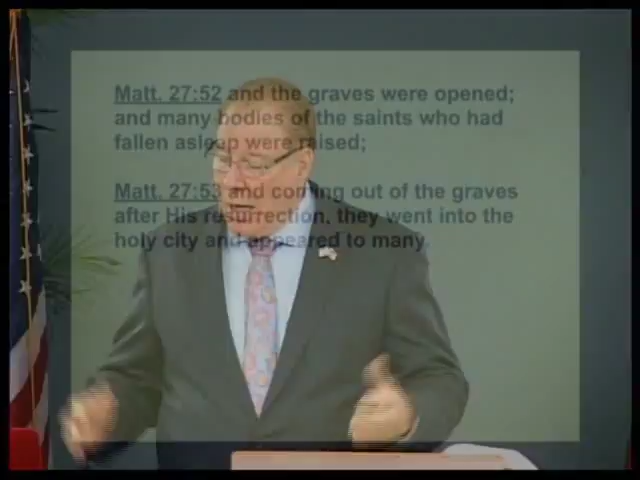 Matt. 27:52 and the graves were opened;
and many bodies of the saints who had
fallen asleep were raised;
Matt. 27:53 and coming out of the graves
after His resurrection, they went into the
holy city and appeared to many.